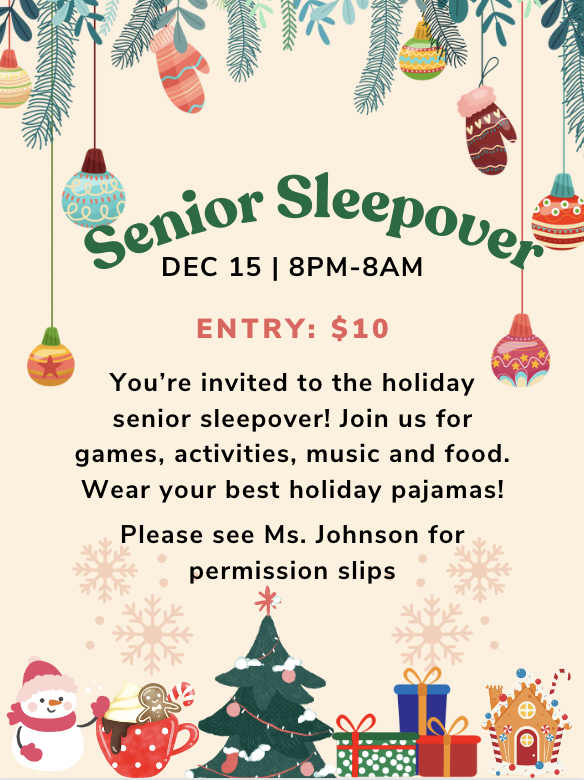 Senior Sleepover
DEC 15 | 8PM-8AM
ENTRY: $10
You’re invited to the holiday
senior sleepover! Join us for
games, activities, music and food.
Wear your best holiday pajamas!
Please see Ms. Johnson for
permission slips